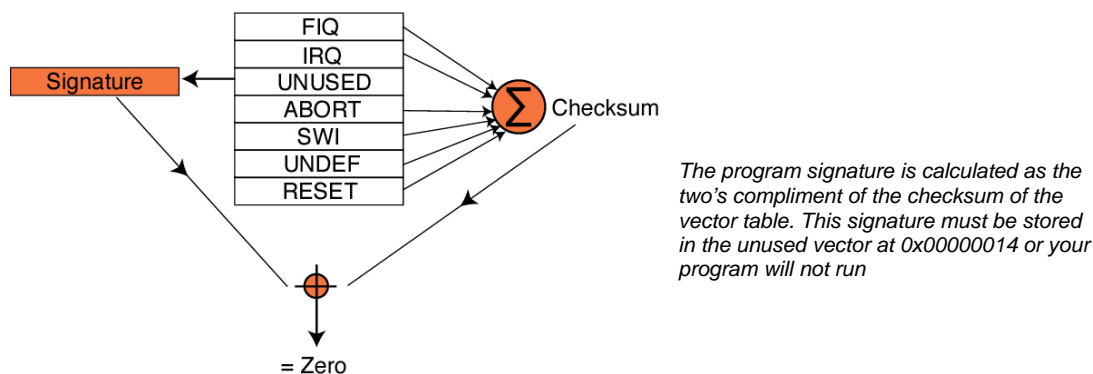 FIQ
IRQ
Signature
UNUSED
ABORT
Σ
Checksum
SWI
UNDEF
RESET
The program signature is calculated as the
two's compliment of the checksum of the
vector table. This signature must be stored
in the unused vector at 0x00000014 or your
program will not run
= Zero